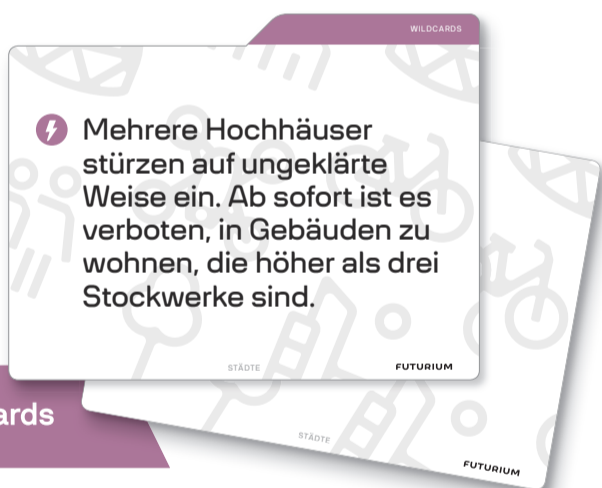 WILDCARDS
Mehrere Hochhäuser
stürzen auf ungeklärte
Weise ein. Ab sofort ist es
verboten, in Gebäuden zu
wohnen, die höher als drei
Stockwerke sind.
STÄDTE
FUTURIUM
ards
STÄDTE
FUTURIUM